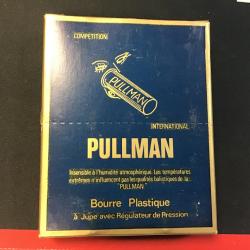 COMPETITION
PULLMAN
INTERNATIONAL
PULLMAN
Insensible à l'humidité atmosphérique. Les températures
extrêmes n'influencent pas les qualités balistiques de la:
"PULLMAN"
Bourre Plastique
à Jupe avec Régulateur de Pression